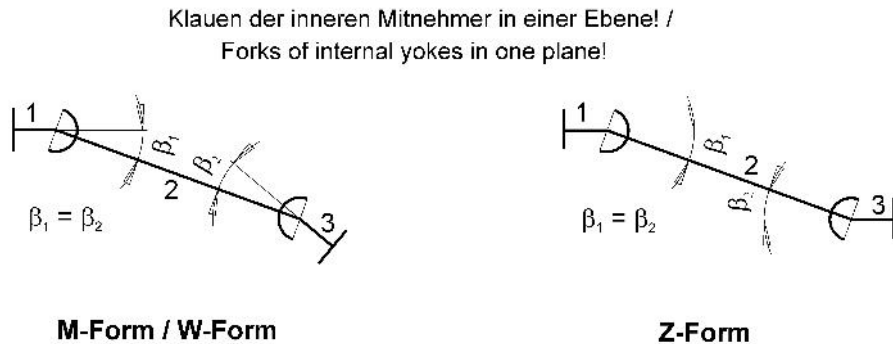 Klauen der inneren Mitnehmer in einer Ebene! /
Forks of internal yokes in one plane!
1
β₁
β₂
2
3
β₁ = β₂
M-Form / W-Form
1
β₁
2
β₂
3
β₁ = β₂
Z-Form